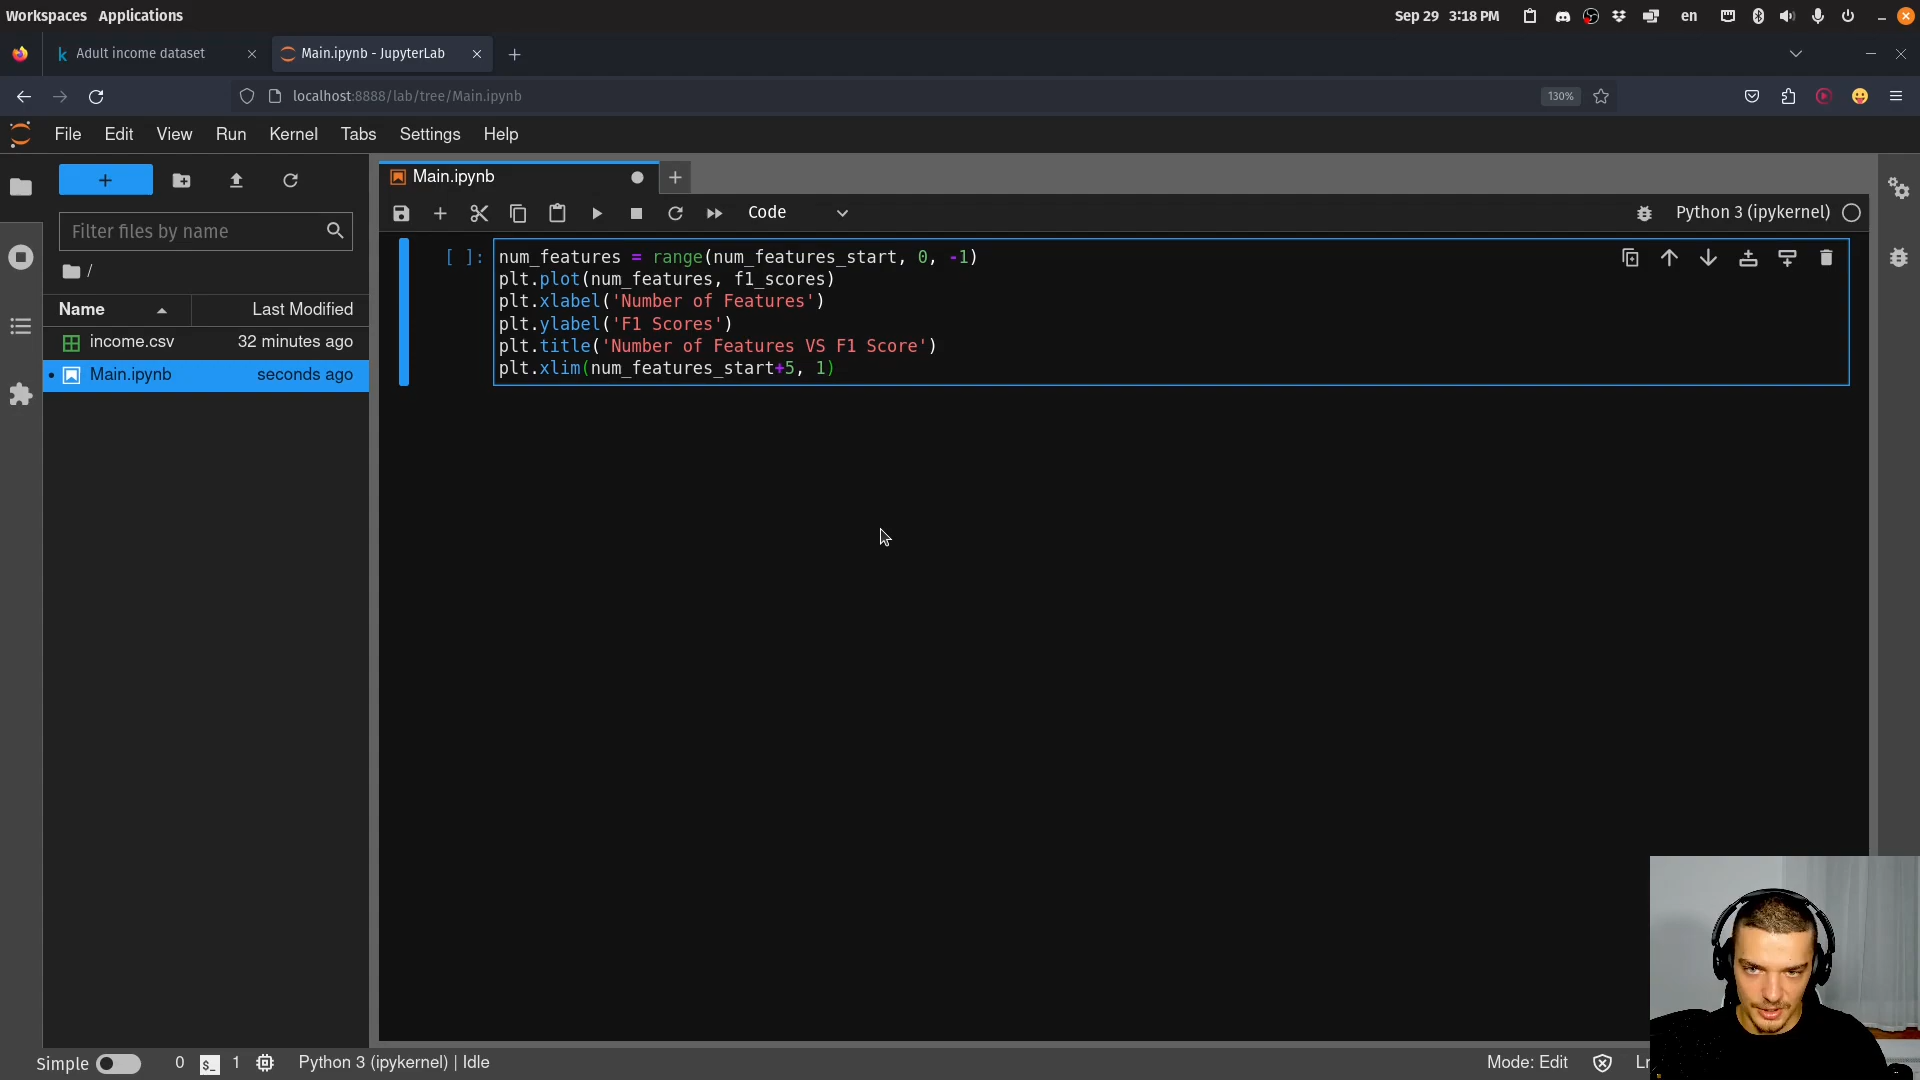 Workspaces Applications
Sep 29 3:18 PM
en
Adult income dataset
Main.ipynb - JupyterLab
localhost:8888/lab/tree/Main.ipynb
130%
File Edit View Run Kernel Tabs Settings Help
Main.ipynb
Code
Python 3 (ipykernel)
Filter files by name
/
Name
Last Modified
income.csv 32 minutes ago
Main.ipynb seconds ago
[ ]:
num_features = range(num_features_start, 0, -1)
plt.plot(num_features, f1_scores)
plt.xlabel('Number of Features')
plt.ylabel('F1 Scores')
plt.title('Number of Features VS F1 Score')
plt.xlim(num_features_start+5, 1)
Simple
0
$_
1
Python 3 (ipykernel) | Idle
Mode: Edit